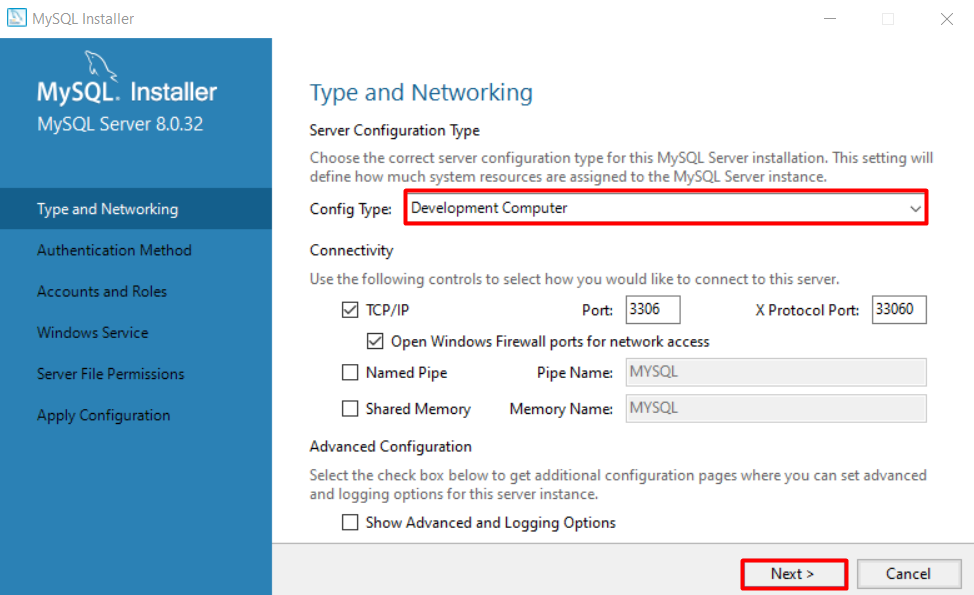 MySQL Installer
MySQL. Installer
MySQL Server 8.0.32
Type and Networking
Authentication Method
Accounts and Roles
Windows Service
Server File Permissions
Apply Configuration
Type and Networking
Server Configuration Type
Choose the correct server configuration type for this MySQL Server installation. This setting will
define how much system resources are assigned to the MySQL Server instance.
Config Type: Development Computer
Connectivity
Use the following controls to select how you would like to connect to this server.
TCP/IP Port: 3306 X Protocol Port: 33060
Open Windows Firewall ports for network access
Named Pipe Pipe Name: MYSQL
Shared Memory Memory Name: MYSQL
Advanced Configuration
Select the check box below to get additional configuration pages where you can set advanced
and logging options for this server instance.
Show Advanced and Logging Options
Next > Cancel